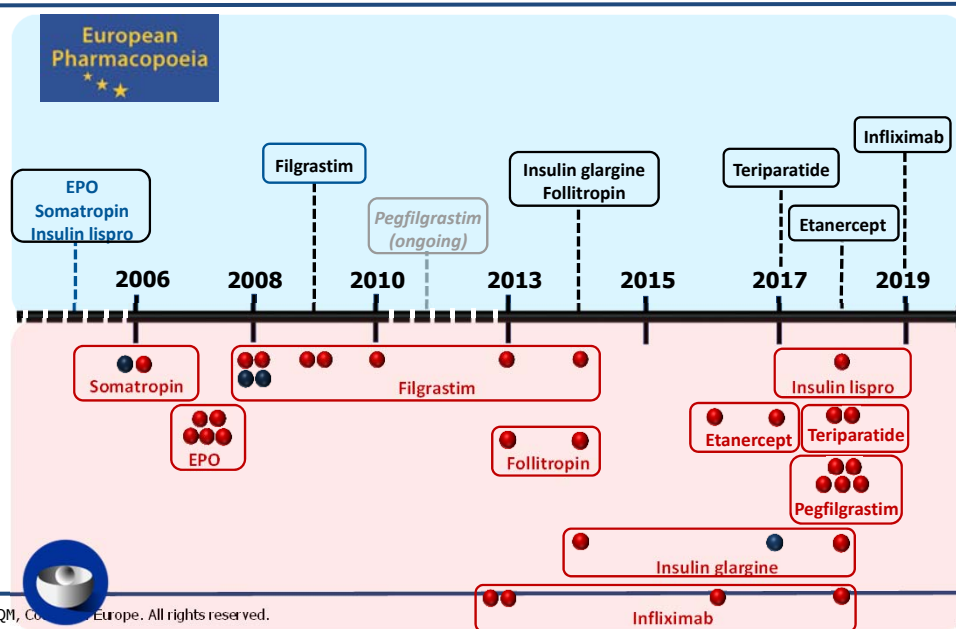 European
Pharmacopoeia
Infliximab
Filgrastim
Insulin glargine
Follitropin
Teriparatide
EPO
Somatropin
Insulin lispro
Pegfilgrastim
(ongoing)
Etanercept
2006
2008
2010
2013
2015
2017
2019
Somatropin
Filgrastim
Insulin lispro
EPO
Follitropin
Etanercept
Teriparatide
Pegfilgrastim
Insulin glargine
Infliximab
QM, Co Europe. All rights reserved.